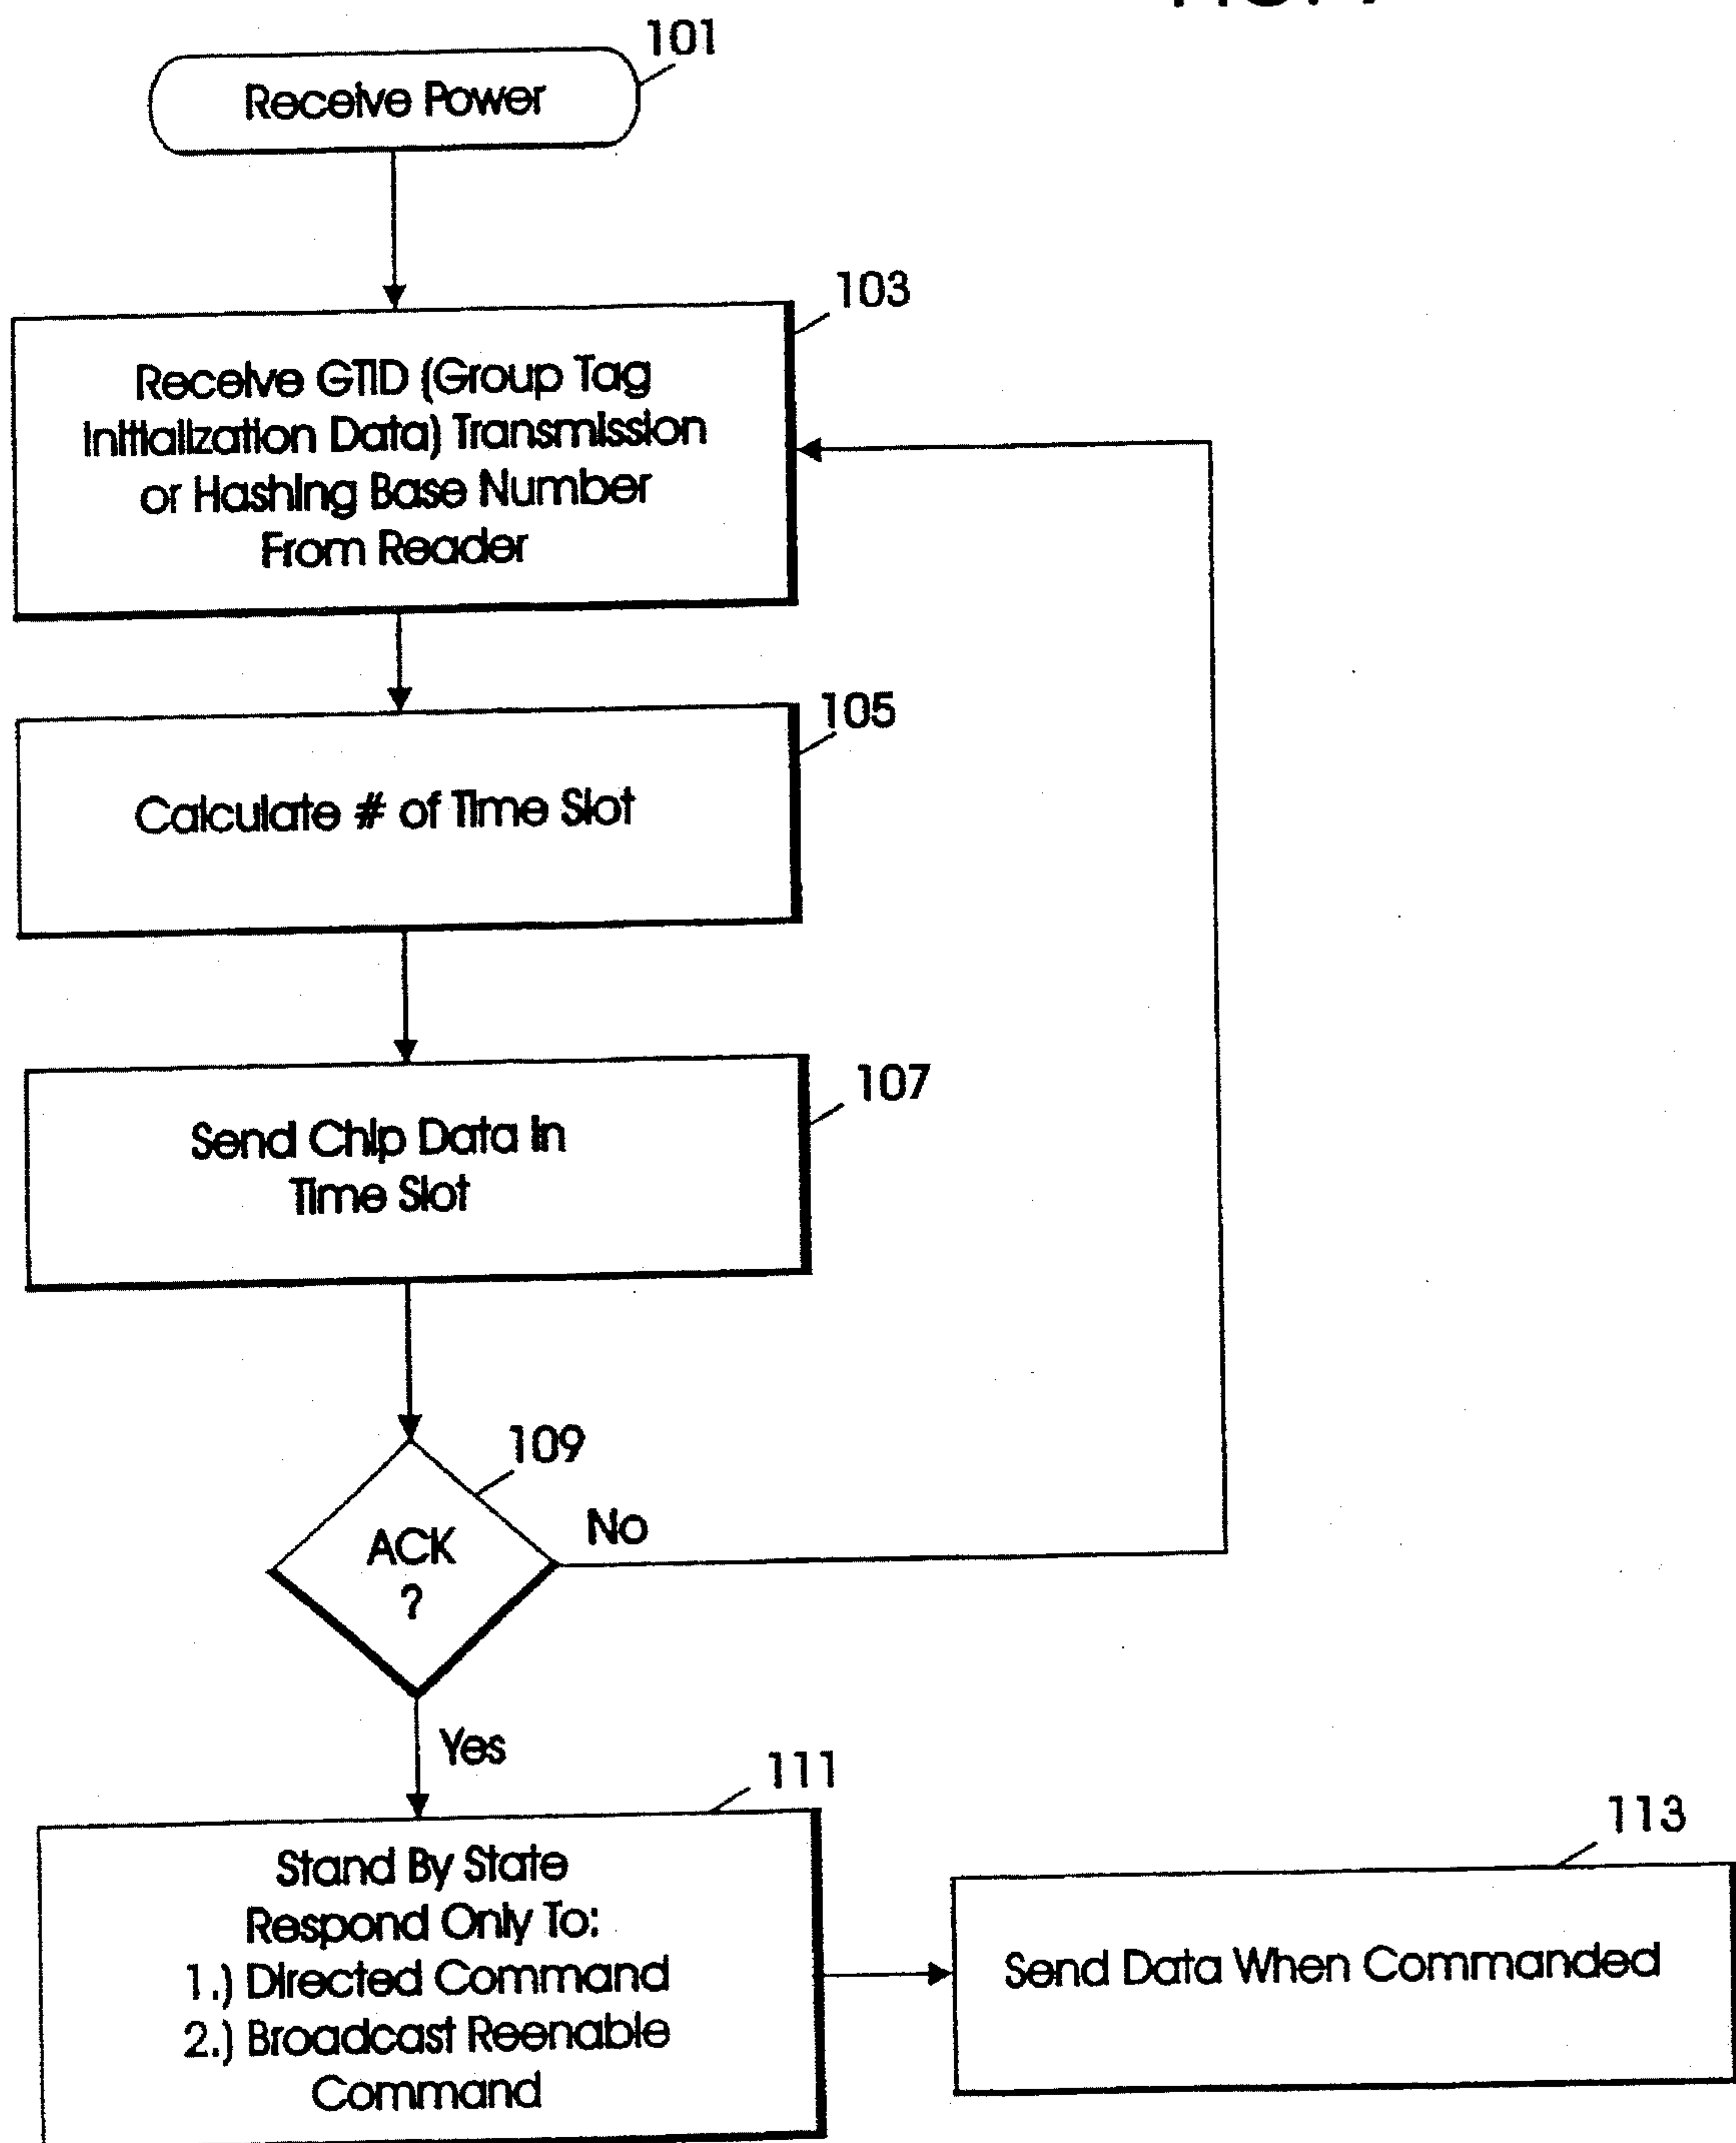 101
Receive Power
103
Receive GTID (Group Tag
Initialization Data) Transmission
or Hashing Base Number
From Reader
105
Calculate # of Time Slot
107
Send Chip Data in
Time Slot
109
ACK
?
No
Yes
111
Stand By State
Respond Only To:
1.) Directed Command
2.) Broadcast Reenable
Command
113
Send Data When Commanded